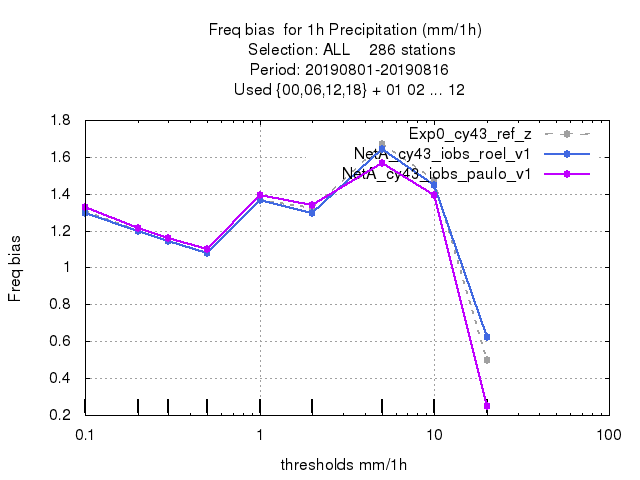 Freq bias  for 1h Precipitation (mm/1h)
Selection: ALL    286 stations
Period: 20190801-20190816
Used {00,06,12,18} + 01 02 ... 12
Exp0_cy43_ref_z
NetA_cy43_iobs_roel_v1
NetA_cy43_iobs_paulo_v1
Freq bias
1.8
1.6
1.4
1.2
1
0.8
0.6
0.4
0.2
0.1 1 10 100
thresholds mm/1h